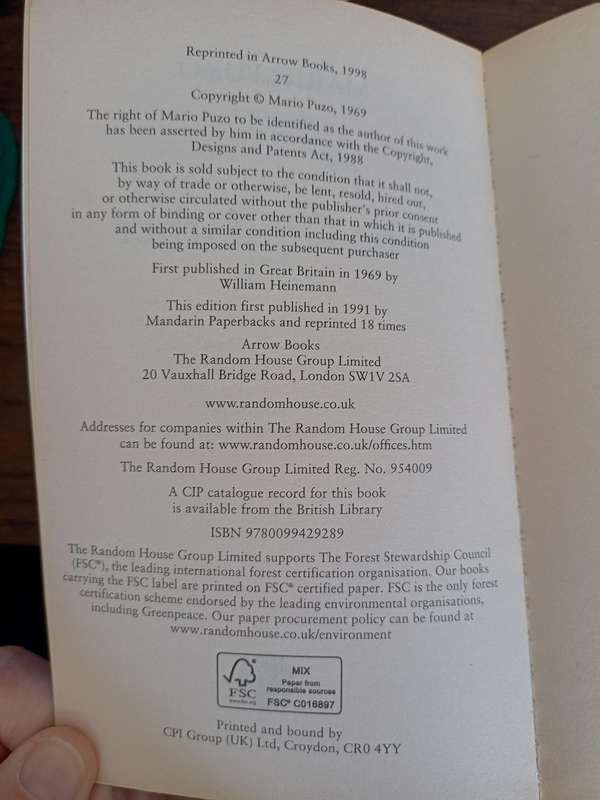 Reprinted in Arrow Books, 1998
27
Copyright © Mario Puzo, 1969
The right of Mario Puzo to be identified as the author of this work
has been asserted by him in accordance with the Copyright,
Designs and Patents Act, 1988
This book is sold subject to the condition that it shall not,
by way of trade or otherwise, be lent, resold, hired out,
or otherwise circulated without the publisher's prior consent
in any form of binding or cover other than that in which it is published
and without a similar condition including this condition
being imposed on the subsequent purchaser
First published in Great Britain in 1969 by
William Heinemann
This edition first published in 1991 by
Mandarin Paperbacks and reprinted 18 times
Arrow Books
The Random House Group Limited
20 Vauxhall Bridge Road, London SW1V 2SA
www.randomhouse.co.uk
Addresses for companies within The Random House Group Limited
can be found at: www.randomhouse.co.uk/offices.htm
The Random House Group Limited Reg. No. 954009
A CIP catalogue record for this book
is available from the British Library
ISBN 9780099429289
The Random House Group Limited supports The Forest Stewardship Council
(FSC®), the leading international forest certification organisation. Our books
carrying the FSC label are printed on FSC® certified paper. FSC is the only forest
certification scheme endorsed by the leading environmental organisations,
including Greenpeace. Our paper procurement policy can be found at
www.randomhouse.co.uk/environment
FSC
www.fsc.org
MIX
Paper from
responsible sources
FSC® C016897
Printed and bound by
CPI Group (UK) Ltd, Croydon, CR0 4YY